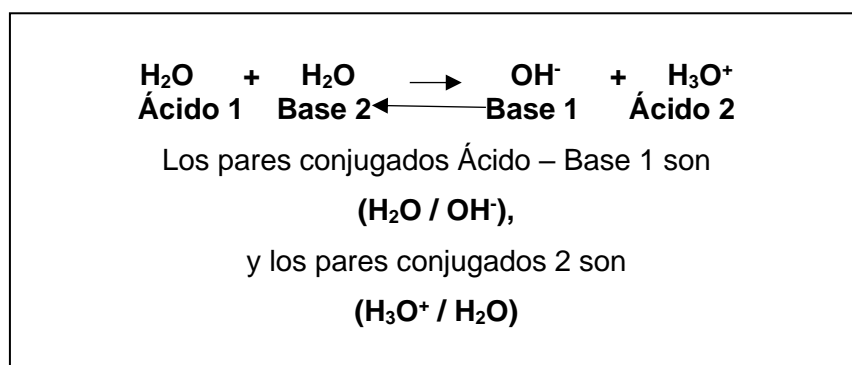 H₂O + H₂O → OH⁻ + H₃O⁺
Ácido 1 Base 2 ← Base 1 Ácido 2
Los pares conjugados Ácido – Base 1 son
(H₂O / OH⁻),
y los pares conjugados 2 son
(H₃O⁺ / H₂O)